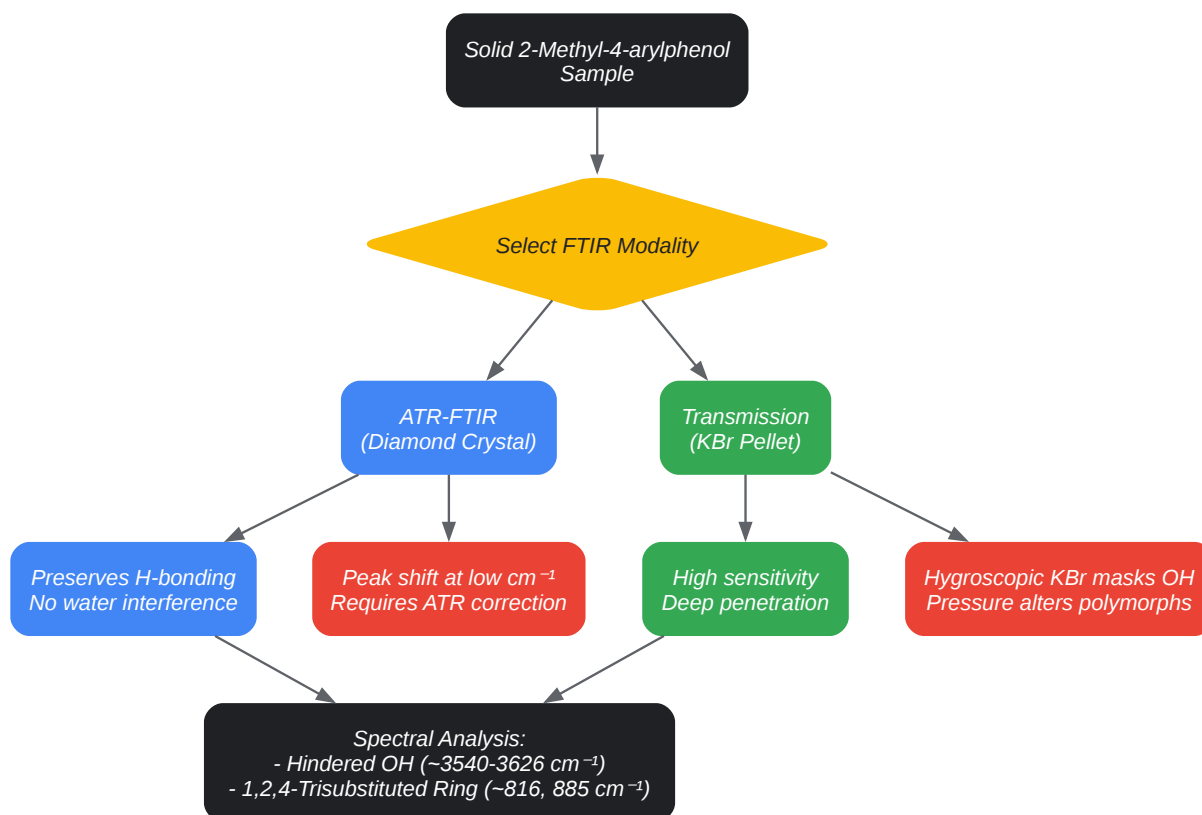 Solid 2-Methyl-4-arylphenol
Sample
Select FTIR Modality
ATR-FTIR
(Diamond Crystal)
Transmission
(KBr Pellet)
Preserves H-bonding
No water interference
Peak shift at low cm⁻¹
Requires ATR correction
High sensitivity
Deep penetration
Hygroscopic KBr masks OH
Pressure alters polymorphs
Spectral Analysis:
- Hindered OH (~3540-3626 cm⁻¹)
- 1,2,4-Trisubstituted Ring (~816, 885 cm⁻¹)